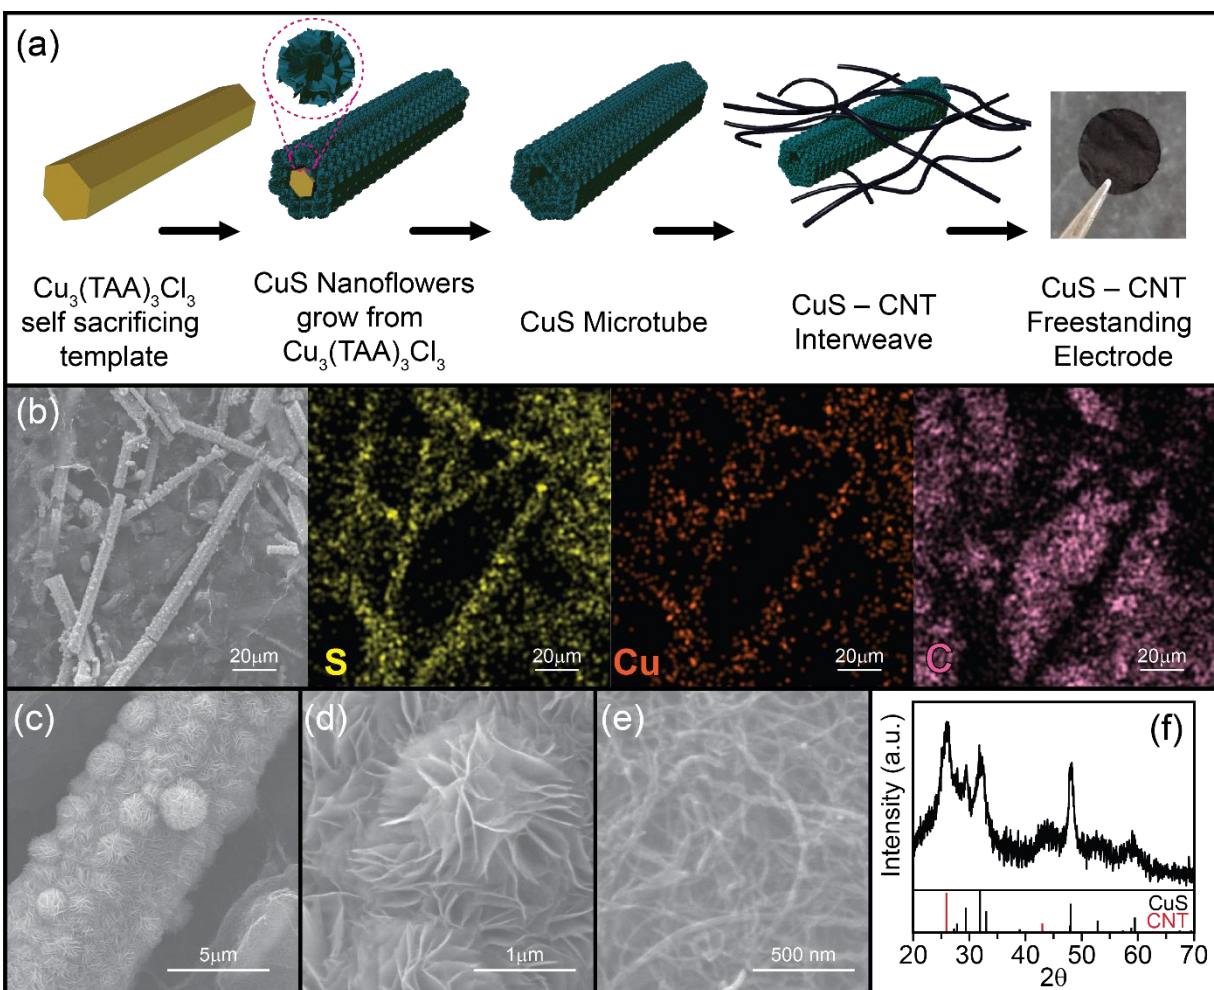 (a)
Cu₃(TAA)₃Cl₃
self sacrificing
template
CuS Nanoflowers
grow from
Cu₃(TAA)₃Cl₃
CuS Microtube
CuS – CNT
Interweave
CuS – CNT
Freestanding
Electrode
(b)
20μm
S
20μm
Cu
20μm
C
20μm
(c)
5μm
(d)
1μm
(e)
500 nm
(f)
Intensity (a.u.)
CuS
CNT
20 30 40 50 60 70
2θ